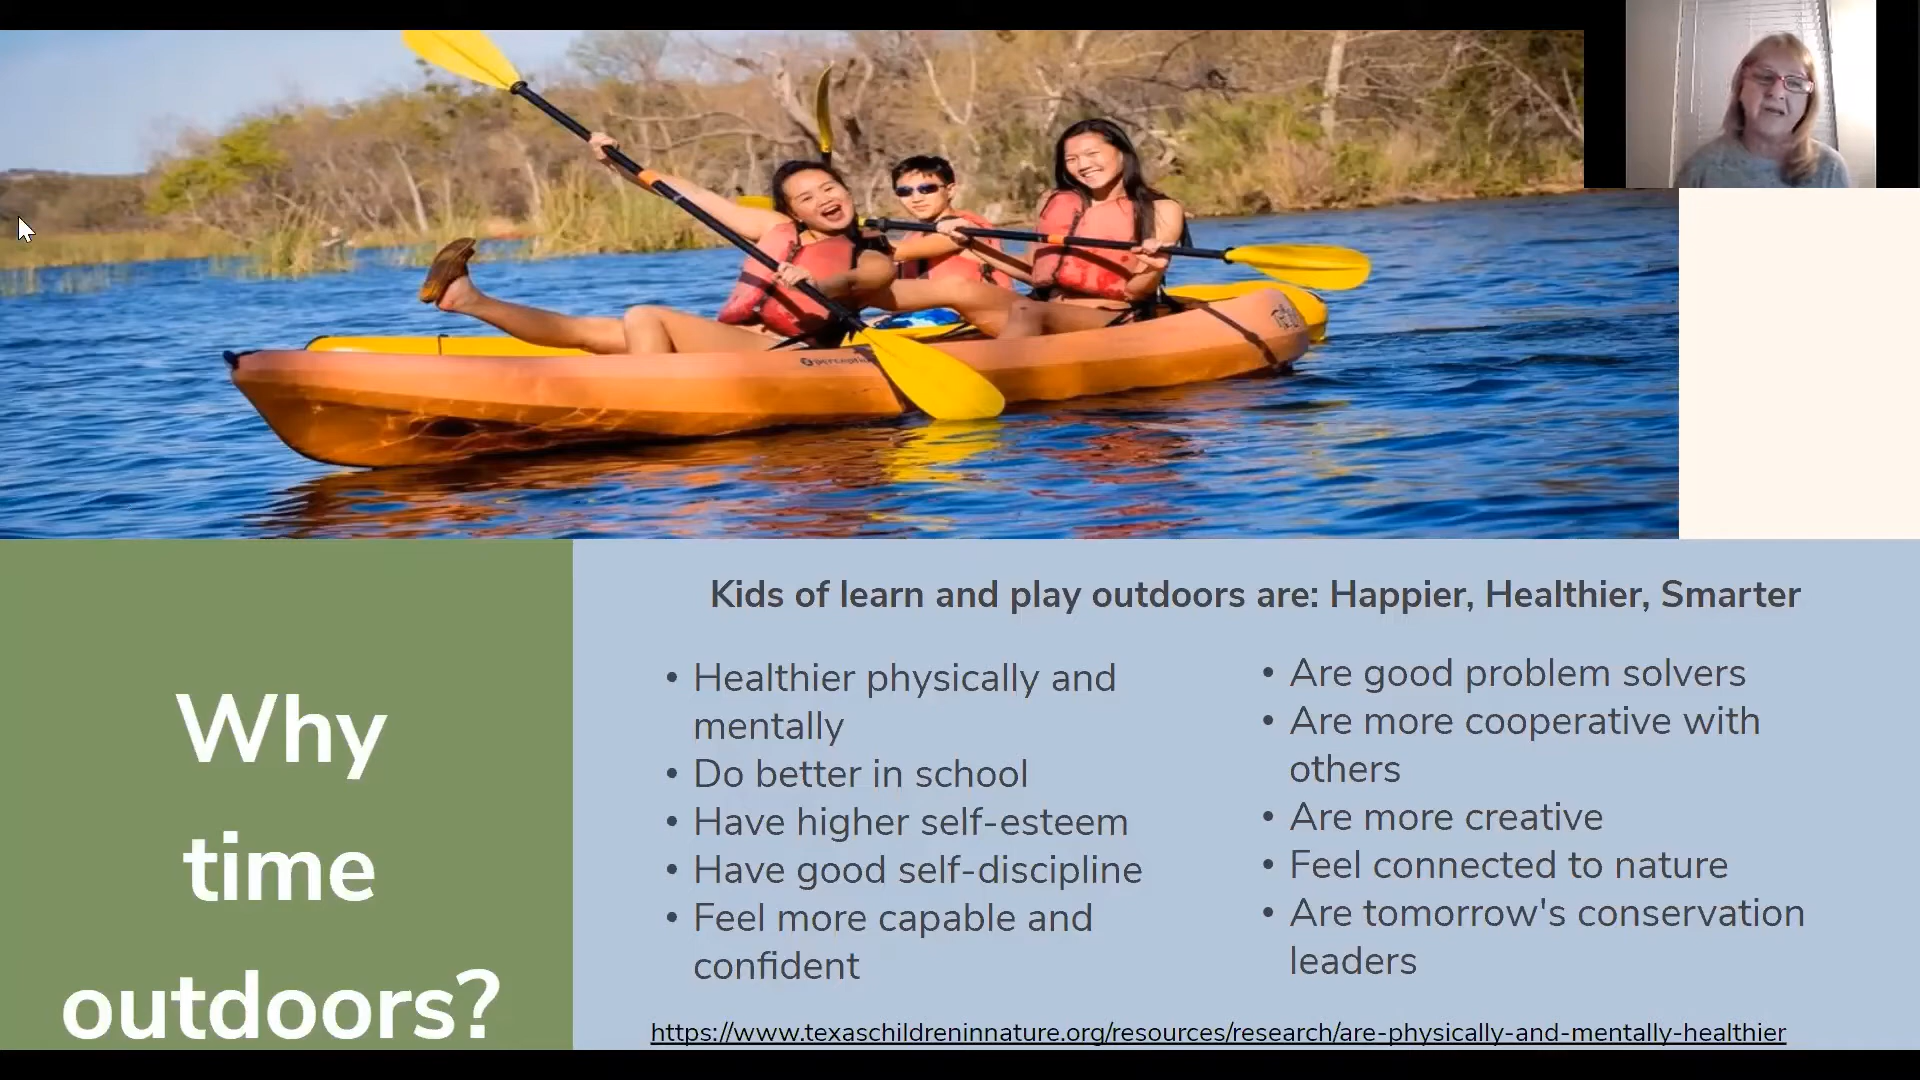 Why
time
outdoors?
Kids of learn and play outdoors are: Happier, Healthier, Smarter
• Healthier physically and
mentally
• Do better in school
• Have higher self-esteem
• Have good self-discipline
• Feel more capable and
confident
• Are good problem solvers
• Are more cooperative with
others
• Are more creative
• Feel connected to nature
• Are tomorrow's conservation
leaders
https://www.texaschildreninnature.org/resources/research/are-physically-and-mentally-healthier